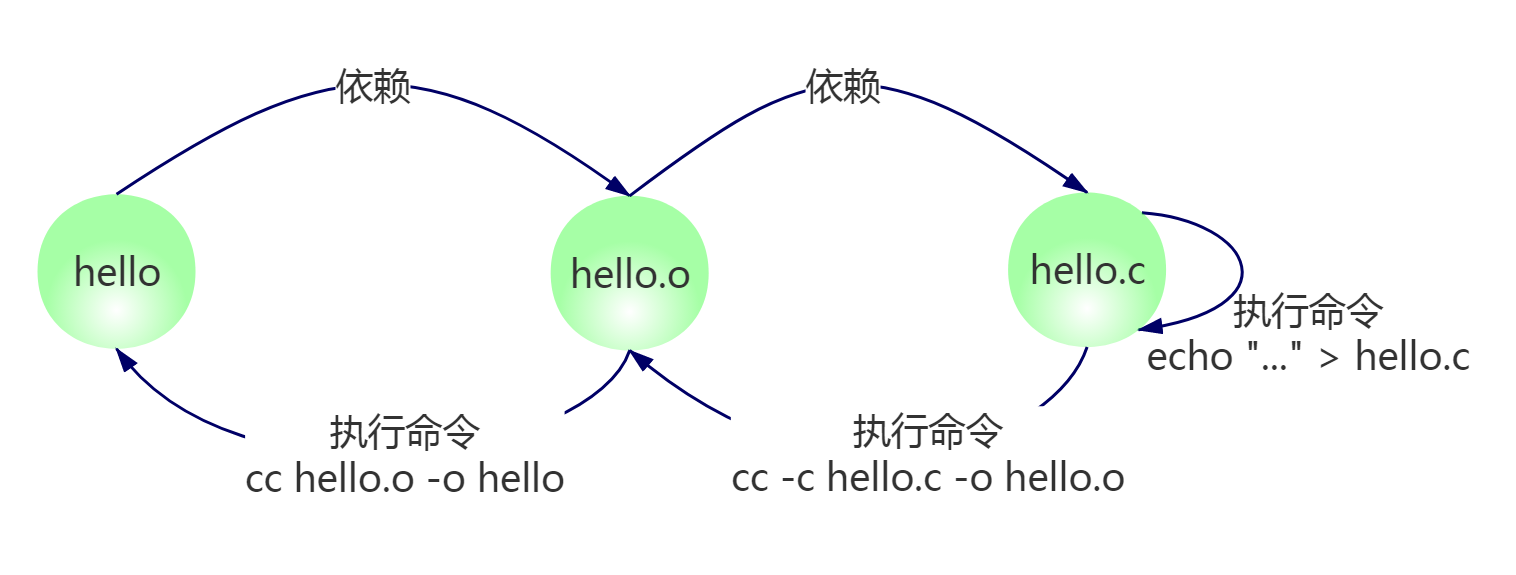 依赖
依赖
hello
hello.o
hello.c
执行命令
echo "..." > hello.c
执行命令
cc hello.o -o hello
执行命令
cc -c hello.c -o hello.o